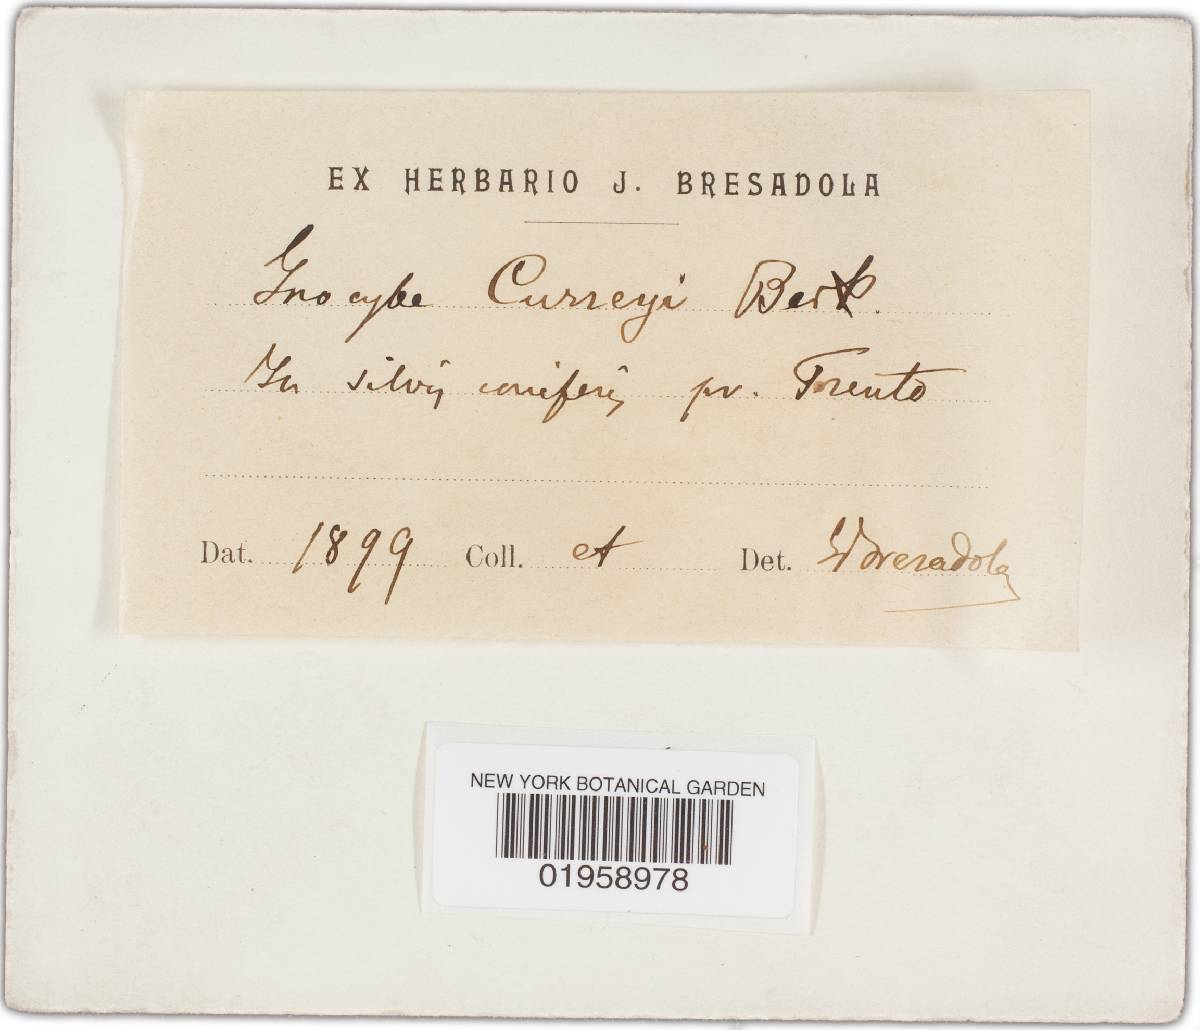 EX HERBARIO J. BRESADOLA
Inocybe Curreyi Berk.
In silvis coniferis pr. Trento
Dat. 1899 Coll. et Det. Bresadola
NEW YORK BOTANICAL GARDEN
01958978